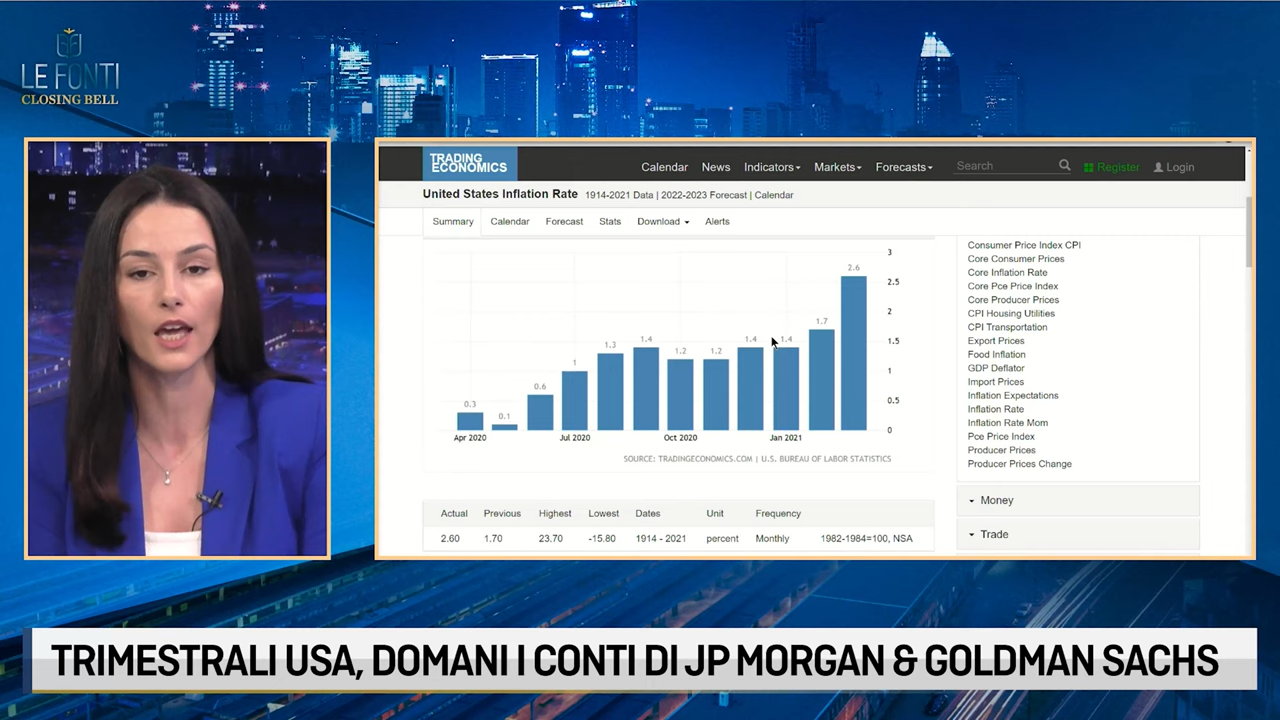 LE FONTI
CLOSING BELL
TRADING
ECONOMICS
Calendar News Indicators Markets Forecasts Search Register Login
United States Inflation Rate 1914-2021 Data | 2022-2023 Forecast | Calendar
Summary Calendar Forecast Stats Download Alerts
0.3 0.1 0.6 1 1.3 1.4 1.2 1.2 1.4 1.4 1.7 2.6
3
2.5
2
1.5
1
0.5
0
Apr 2020 Jul 2020 Oct 2020 Jan 2021
SOURCE: TRADINGECONOMICS.COM | U.S. BUREAU OF LABOR STATISTICS
Actual Previous Highest Lowest Dates Unit Frequency
2.60 1.70 23.70 -15.80 1914 - 2021 percent Monthly 1982-1984=100, NSA
Consumer Price Index CPI
Core Consumer Prices
Core Inflation Rate
Core Pce Price Index
Core Producer Prices
CPI Housing Utilities
CPI Transportation
Export Prices
Food Inflation
GDP Deflator
Import Prices
Inflation Expectations
Inflation Rate
Inflation Rate Mom
Pce Price Index
Producer Prices
Producer Prices Change
Money
Trade
TRIMESTRALI USA, DOMANI I CONTI DI JP MORGAN & GOLDMAN SACHS